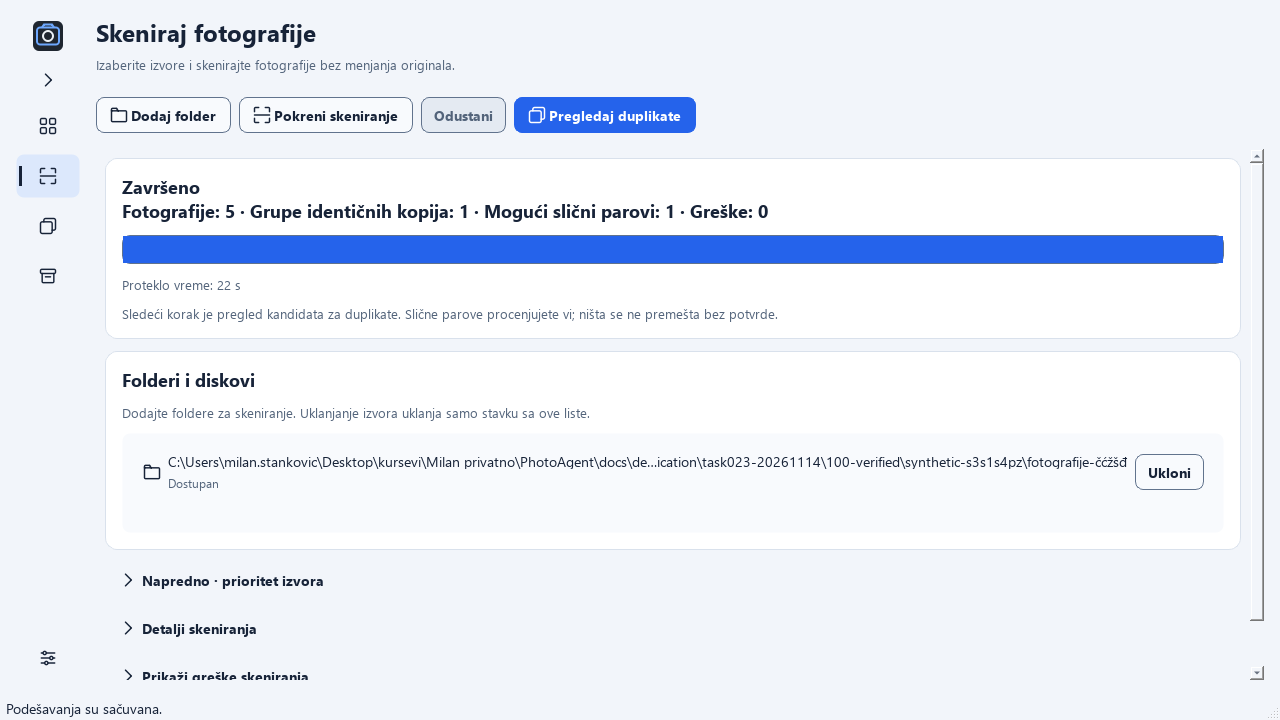 Skeniraj fotografije
Izaberite izvore i skenirajte fotografije bez menjanja originala.
Dodaj folder
Pokreni skeniranje
Odustani
Pregledaj duplikate
Završeno
Fotografije: 5 · Grupe identičnih kopija: 1 · Mogući slični parovi: 1 · Greške: 0
Proteklo vreme: 22 s
Sledeći korak je pregled kandidata za duplikate. Slične parove procenjujete vi; ništa se ne premešta bez potvrde.
Folderi i diskovi
Dodajte foldere za skeniranje. Uklanjanje izvora uklanja samo stavku sa ove liste.
C:\Users\milan.stankovic\Desktop\kursevi\Milan privatno\PhotoAgent\docs\de…ication\task023-20261114\100-verified\synthetic-s3s1s4pz\fotografije-čćžšđ
Dostupan
Ukloni
Napredno · prioritet izvora
Detalji skeniranja
Prikaži greške skeniranja
Podešavanja su sačuvana.